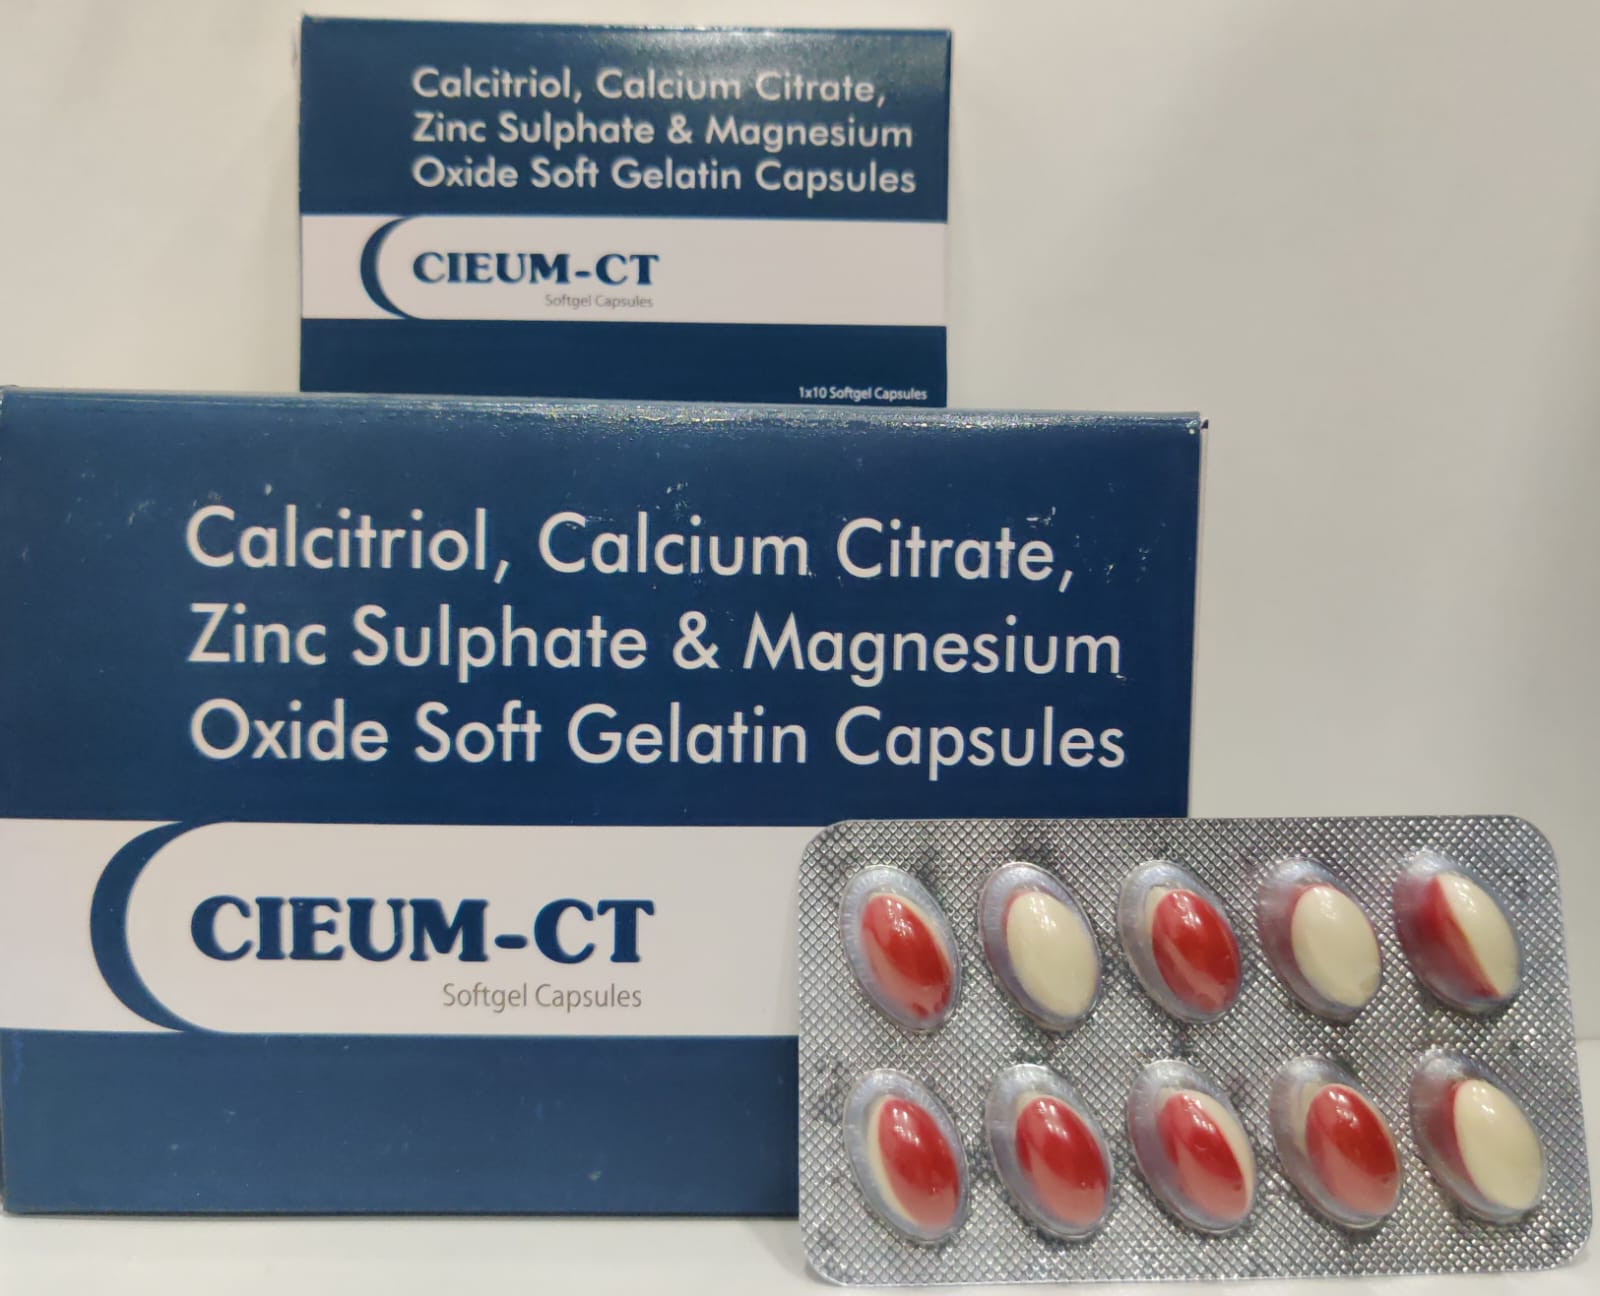 Calcitriol, Calcium Citrate,
Zinc Sulphate & Magnesium
Oxide Soft Gelatin Capsules
CIEUM-CT
Softgel Capsules
1x10 Softgel Capsules
Calcitriol, Calcium Citrate,
Zinc Sulphate & Magnesium
Oxide Soft Gelatin Capsules
CIEUM-CT
Softgel Capsules